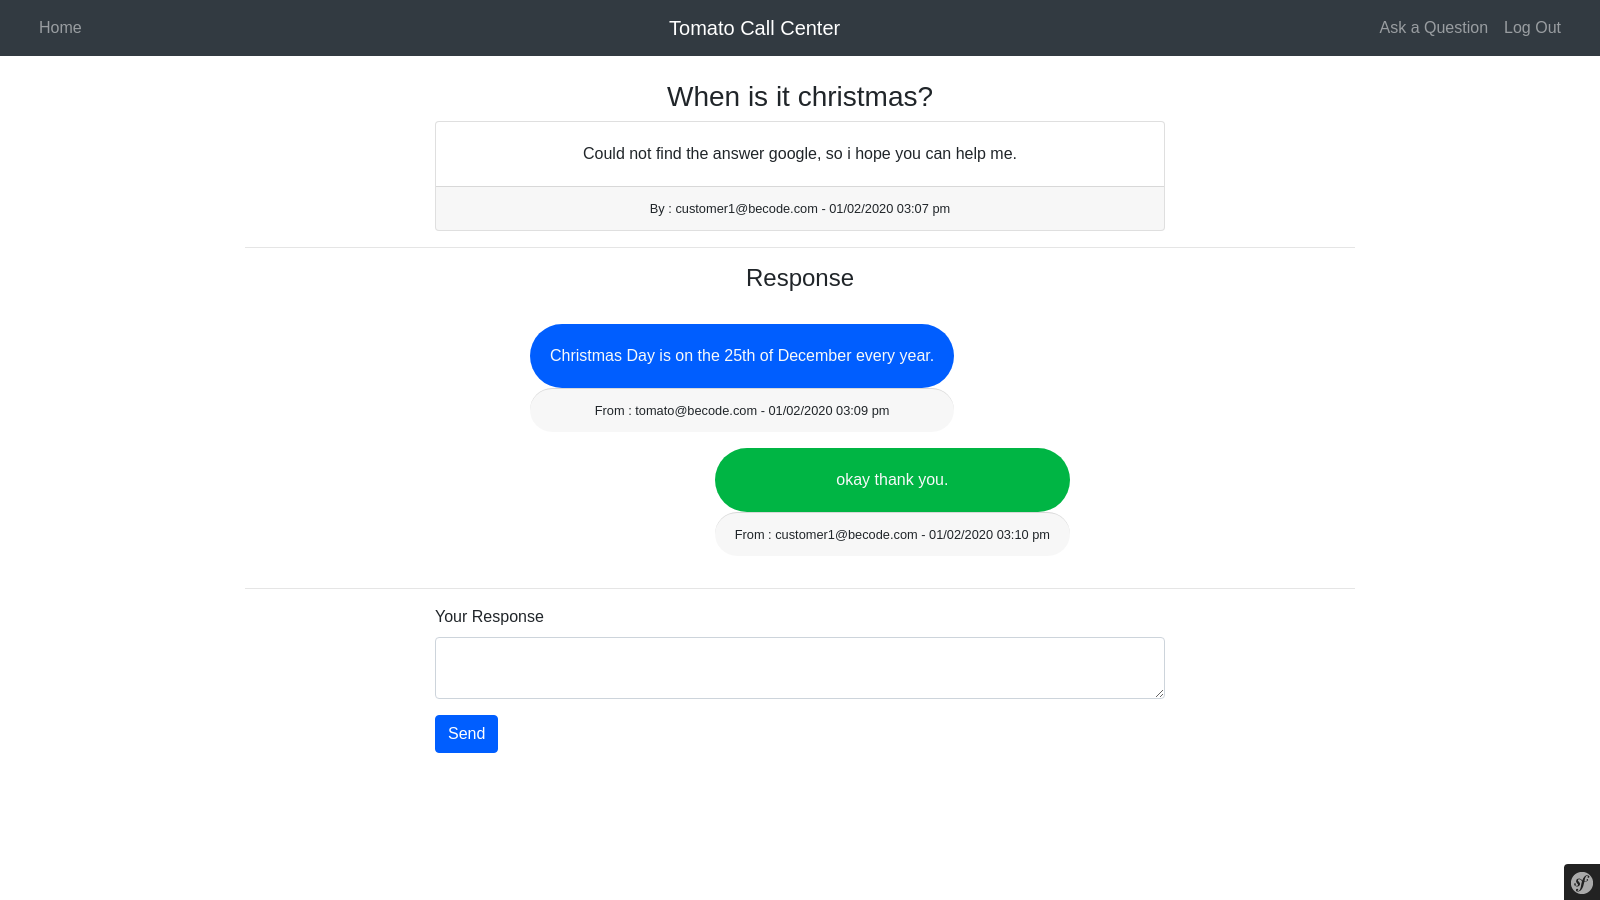 Home
Tomato Call Center
Ask a Question
Log Out
When is it christmas?
Could not find the answer google, so i hope you can help me.
By : customer1@becode.com - 01/02/2020 03:07 pm
Response
Christmas Day is on the 25th of December every year.
From : tomato@becode.com - 01/02/2020 03:09 pm
okay thank you.
From : customer1@becode.com - 01/02/2020 03:10 pm
Your Response
Send
sf